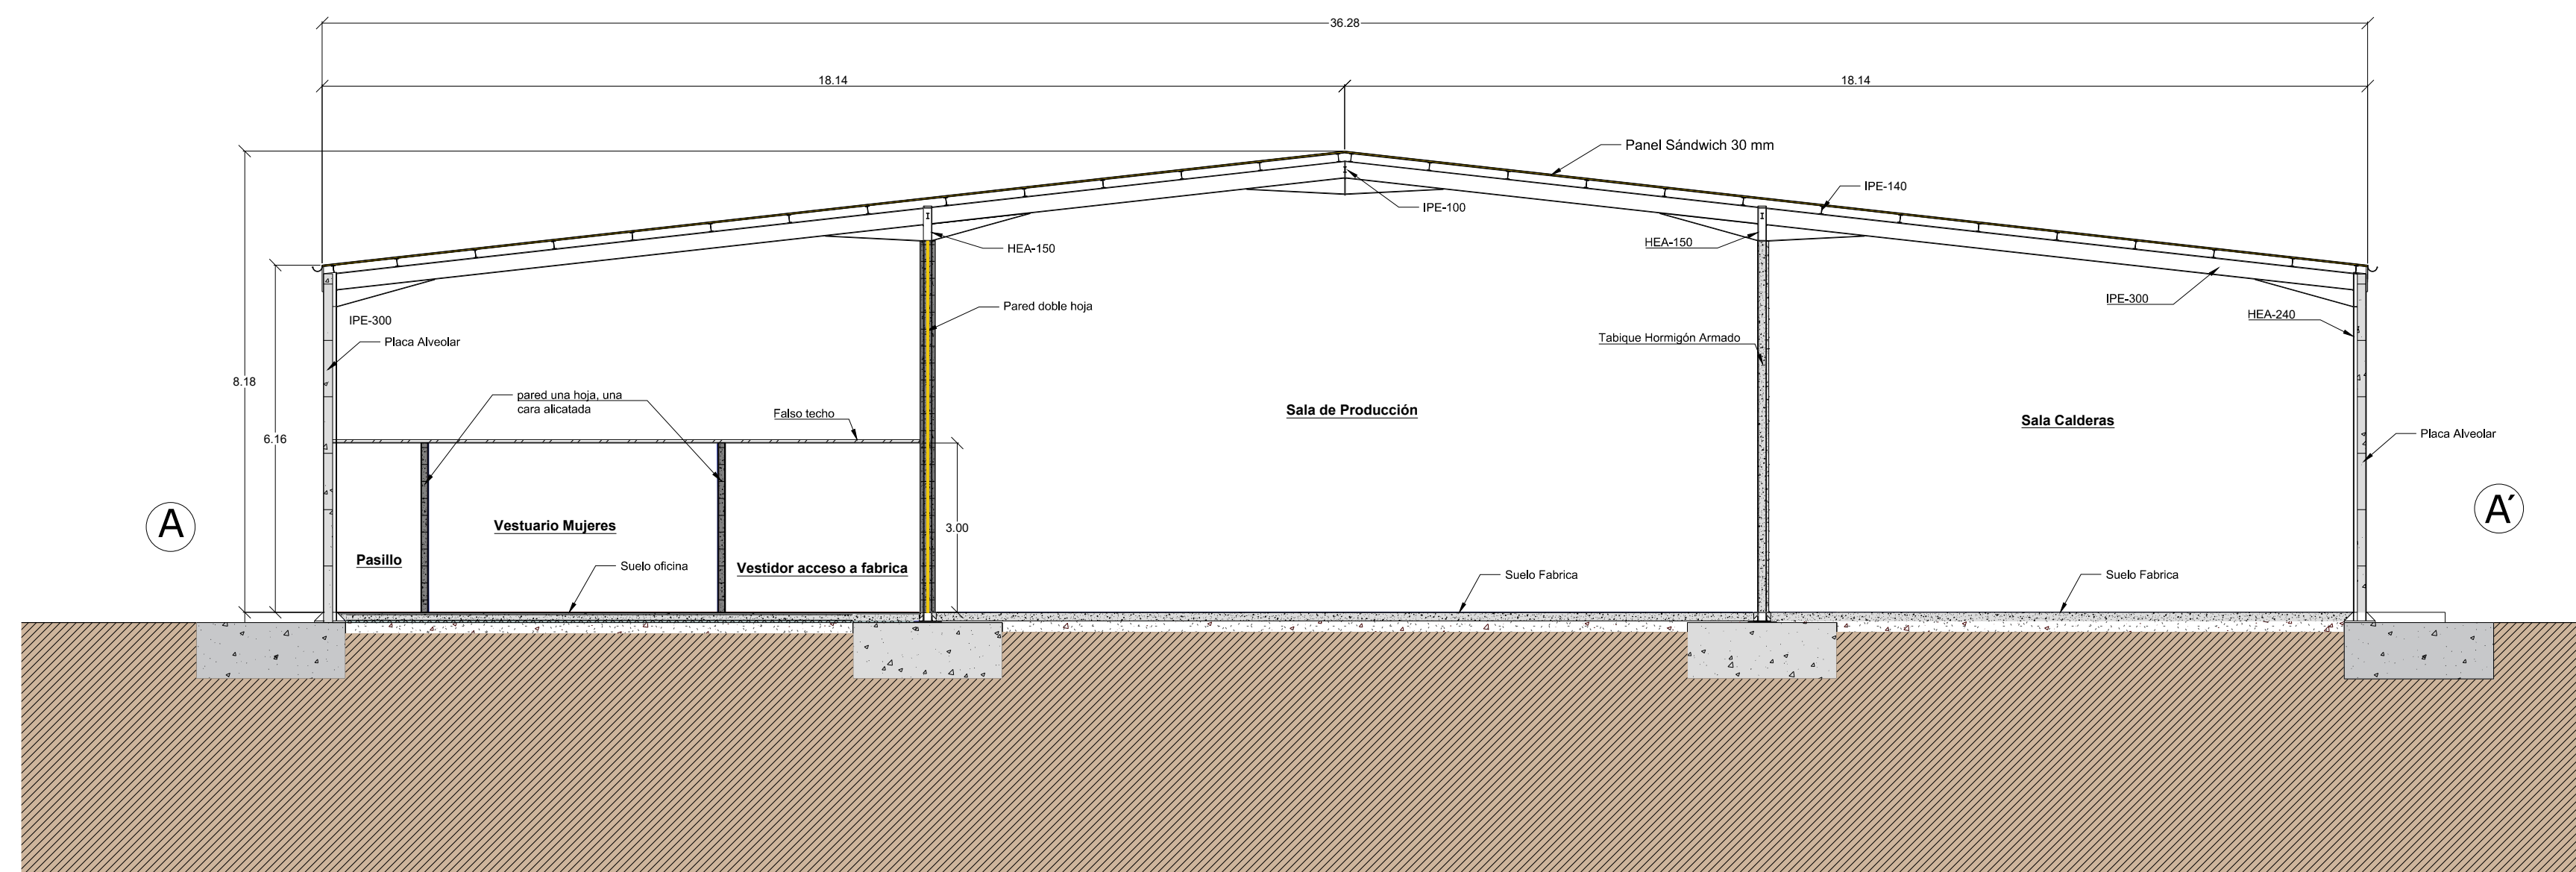 36.28
18.14
18.14
Panel Sándwich 30 mm
IPE-140
IPE-100
HEA-150
HEA-150
IPE-300
IPE-300
HEA-240
Pared doble hoja
Placa Alveolar
Tabique Hormigón Armado
8.18
6.16
pared una hoja, una
cara alicatada
Falso techo
Sala de Producción
Sala Calderas
Placa Alveolar
A
A´
Vestuario Mujeres
3.00
Pasillo
Suelo oficina
Vestidor acceso a fabrica
Suelo Fabrica
Suelo Fabrica